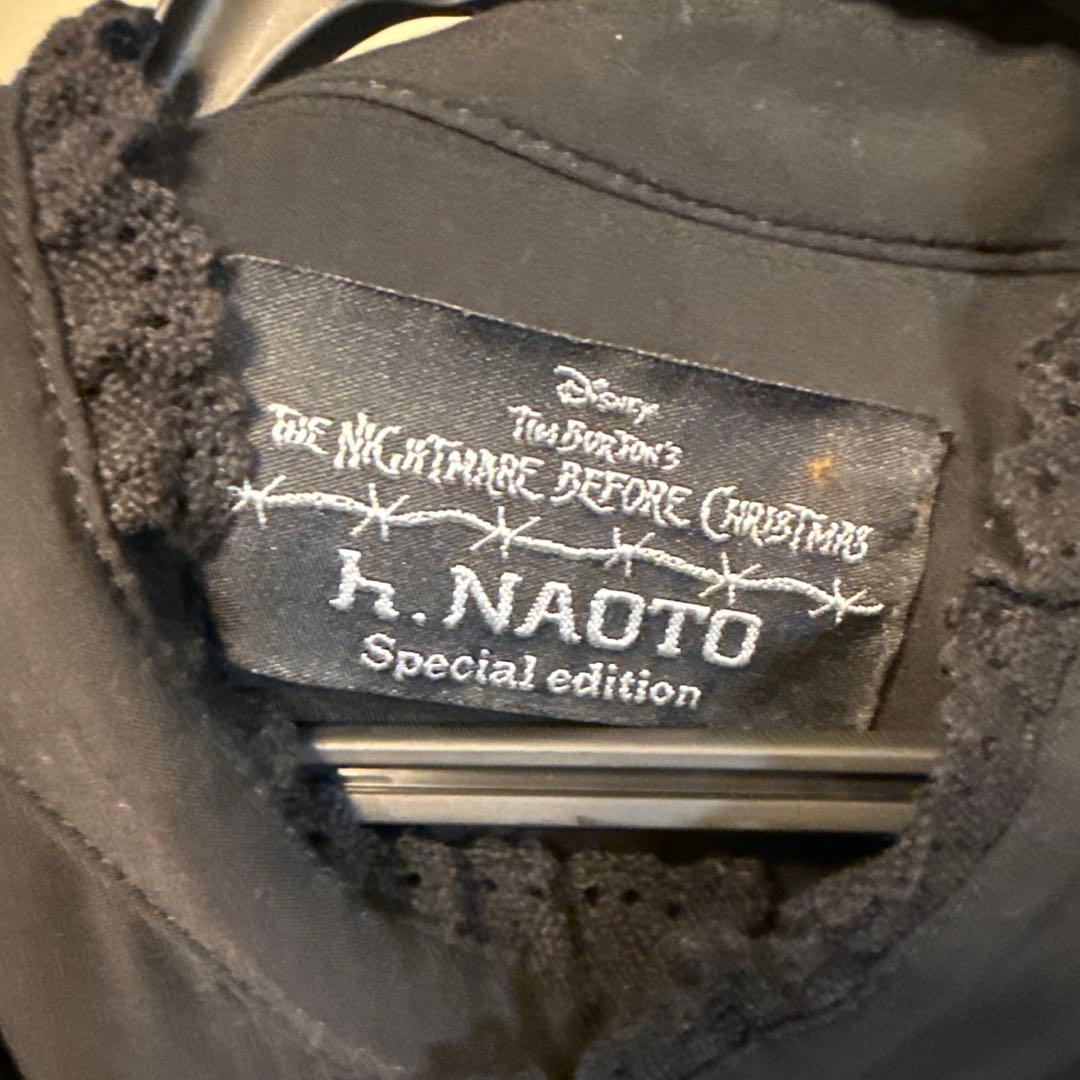 Disney
TIM BURTON'S
THE NIGHTMARE BEFORE CHRISTMAS
h.NAOTO
Special edition